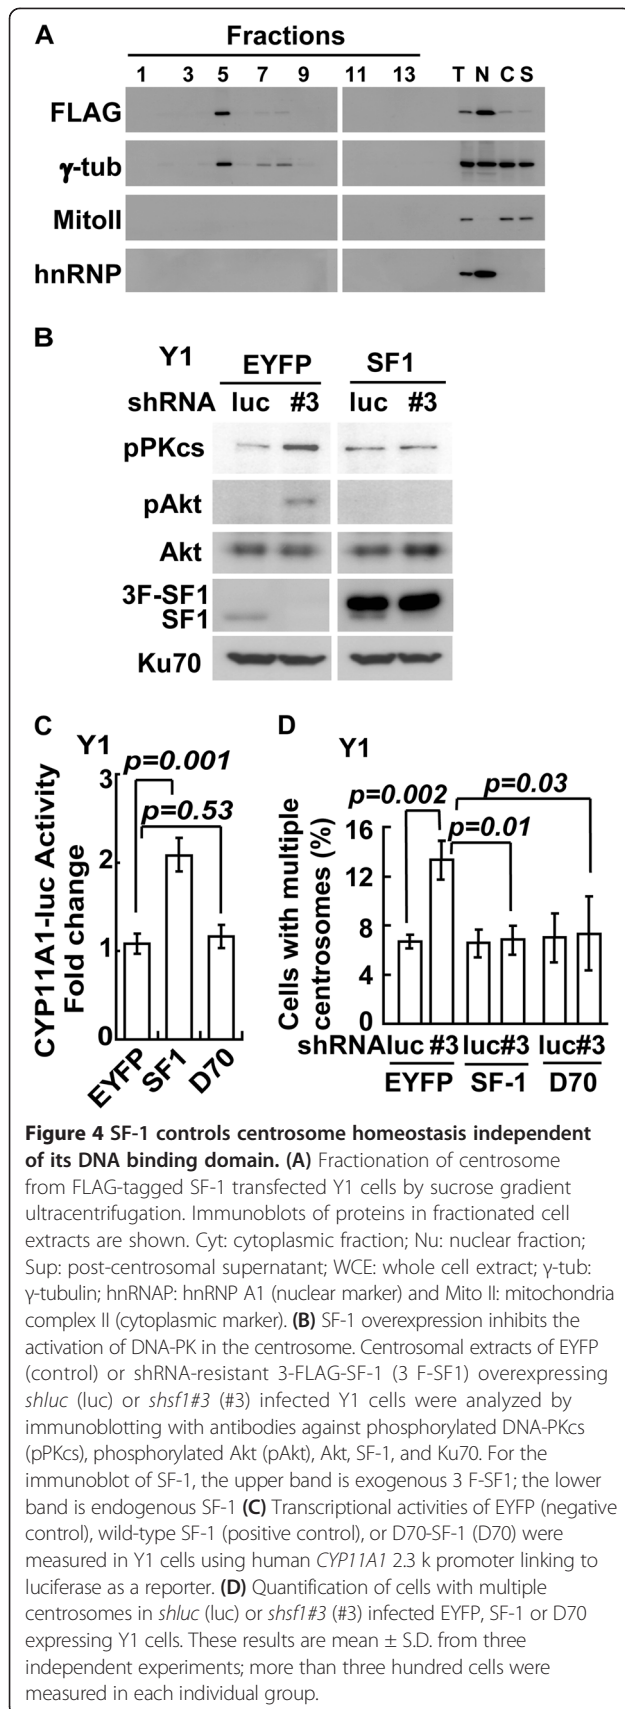 A
Fractions
1 3 5 7 9 11 13 T N C S
FLAG
γ-tub
MitoII
hnRNP
B
Y1 EYFP SF1
shRNA luc #3 luc #3
pPKcs
pAkt
Akt
3F-SF1
SF1
Ku70
C
Y1
CYP11A1-luc Activity
Fold change
p=0.001
p=0.53
3
2
1
0
EYFP SF1 D70
D
Y1
Cells with multiple
centrosomes (%)
p=0.03
p=0.002
p=0.01
16
12
8
4
0
shRNA luc #3 luc#3 luc#3
EYFP SF-1 D70
Figure 4 SF-1 controls centrosome homeostasis independent
of its DNA binding domain. (A) Fractionation of centrosome
from FLAG-tagged SF-1 transfected Y1 cells by sucrose gradient
ultracentrifugation. Immunoblots of proteins in fractionated cell
extracts are shown. Cyt: cytoplasmic fraction; Nu: nuclear fraction;
Sup: post-centrosomal supernatant; WCE: whole cell extract; γ-tub:
γ-tubulin; hnRNAP: hnRNP A1 (nuclear marker) and Mito II: mitochondria
complex II (cytoplasmic marker). (B) SF-1 overexpression inhibits the
activation of DNA-PK in the centrosome. Centrosomal extracts of EYFP
(control) or shRNA-resistant 3-FLAG-SF-1 (3 F-SF1) overexpressing
shluc (luc) or shsf1#3 (#3) infected Y1 cells were analyzed by
immunoblotting with antibodies against phosphorylated DNA-PKcs
(pPKcs), phosphorylated Akt (pAkt), Akt, SF-1, and Ku70. For the
immunoblot of SF-1, the upper band is exogenous 3 F-SF1; the lower
band is endogenous SF-1 (C) Transcriptional activities of EYFP (negative
control), wild-type SF-1 (positive control), or D70-SF-1 (D70) were
measured in Y1 cells using human CYP11A1 2.3 k promoter linking to
luciferase as a reporter. (D) Quantification of cells with multiple
centrosomes in shluc (luc) or shsf1#3 (#3) infected EYFP, SF-1 or D70
expressing Y1 cells. These results are mean ± S.D. from three
independent experiments; more than three hundred cells were
measured in each individual group.